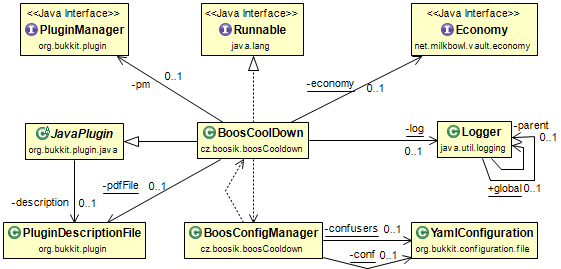 <<Java Interface>> <<Java Interface>> <<Java Interface>>
PluginManager Runnable Economy
org.bukkit.plugin java.lang net.milkbowl.vault.economy
-pm 0..1 -economy 0..1
JavaPlugin BoosCoolDown -log Logger -parent
org.bukkit.plugin.java cz.boosik.boosCooldown 0..1 java.util.logging 0..1
-pdfFile 0..1 +global 0..1
-description 0..1
PluginDescriptionFile BoosConfigManager -confusers 0..1 YamlConfiguration
org.bukkit.plugin cz.boosik.boosCooldown -conf 0..1 org.bukkit.configuration.file